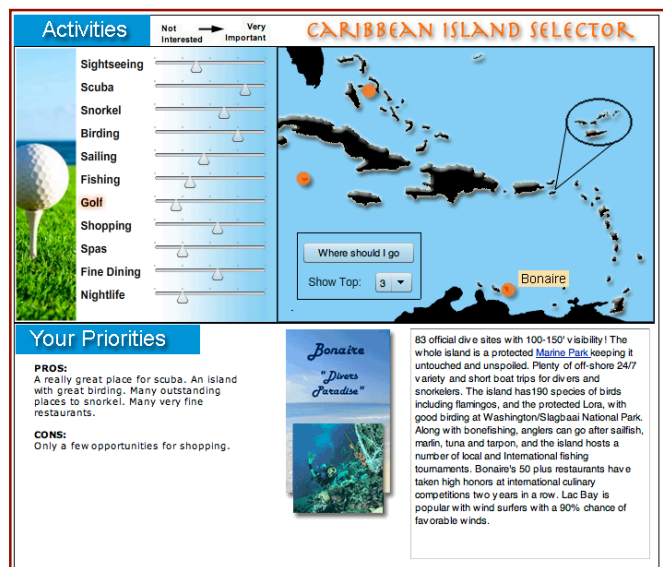 Activities
Not Interested
Very Important
CARIBBEAN ISLAND SELECTOR
Sightseeing
Scuba
Snorkel
Birding
Sailing
Fishing
Golf
Shopping
Spas
Fine Dining
Nightlife
Where should I go
Show Top: 3
Bonaire
Your Priorities
PROS:
A really great place for scuba. An island
with great birding. Many outstanding
places to snorkel. Many very fine
restaurants.
CONS:
Only a few opportunities for shopping.
Bonaire
"Divers
Paradise"
83 official dive sites with 100-150' visibility! The
whole island is a protected Marine Park keeping it
untouched and unspoiled. Plenty of off-shore 24/7
variety and short boat trips for divers and
snorkelers. The island has190 species of birds
including flamingos, and the protected Lora, with
good birding at Washington/Slagbaai National Park.
Along with bonefishing, anglers can go after sailfish,
marlin, tuna and tarpon, and the island hosts a
number of local and International fishing
tournaments. Bonaire's 50 plus restaurants have
taken high honors at international culinary
competitions two years in a row. Lac Bay is
popular with wind surfers with a 90% chance of
favorable winds.